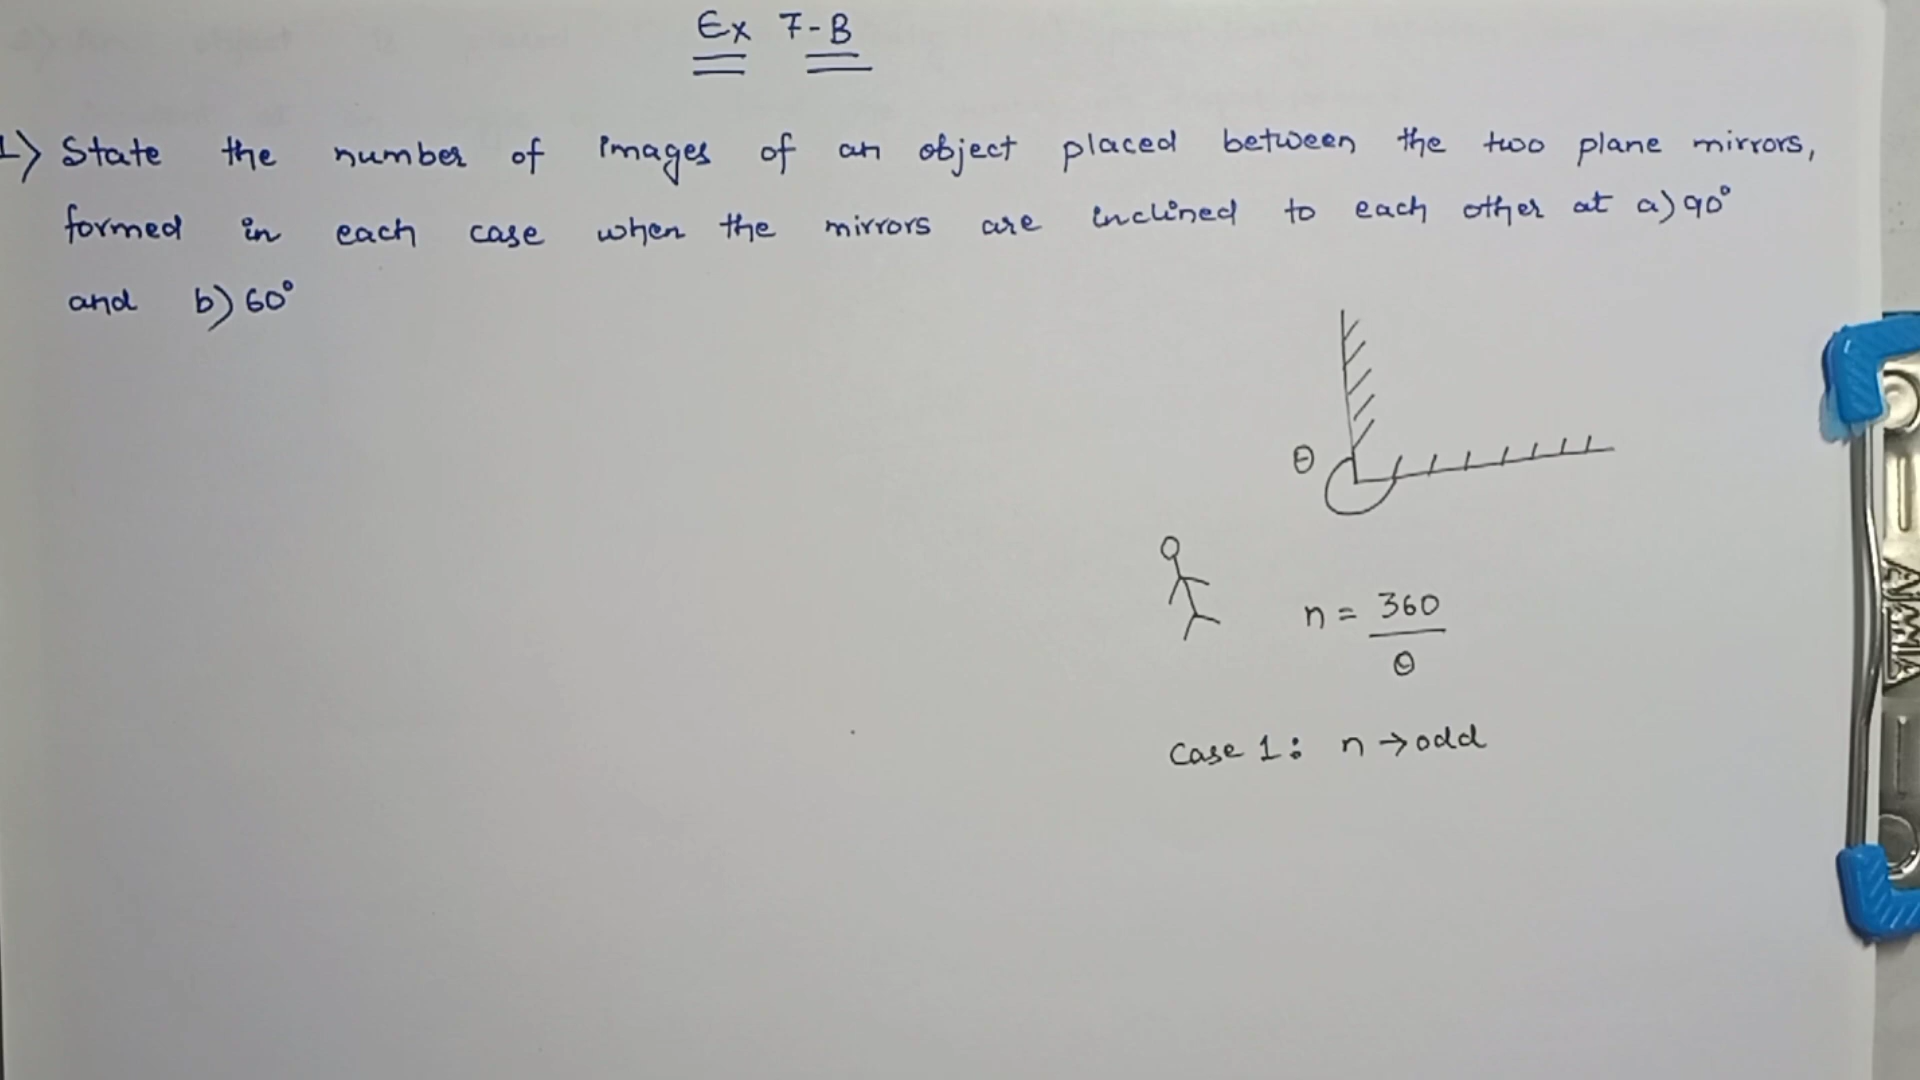 Ex 7-B
1) State the number of images of an object placed between the two plane mirrors,
formed in each case when the mirrors are inclined to each other at a) 90°
and b) 60°
θ
n = 360
θ
Case 1: n → odd